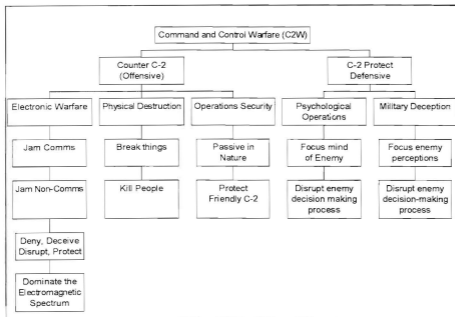 Command and Control Warfare (C2W)
Counter C-2
(Offensive)
C-2 Protect
Defensive
Electronic Warfare
Physical Destruction
Operations Security
Psychological
Operations
Military Deception
Jam Comms
Break things
Passive in
Nature
Focus mind
of Enemy
Focus enemy
perceptions
Jam Non-Comms
Kill People
Protect
Friendly C-2
Disrupt enemy
decision making
process
Disrupt enemy
decision-making
process
Deny, Deceive
Disrupt, Protect
Dominate the
Electromagnetic
Spectrum